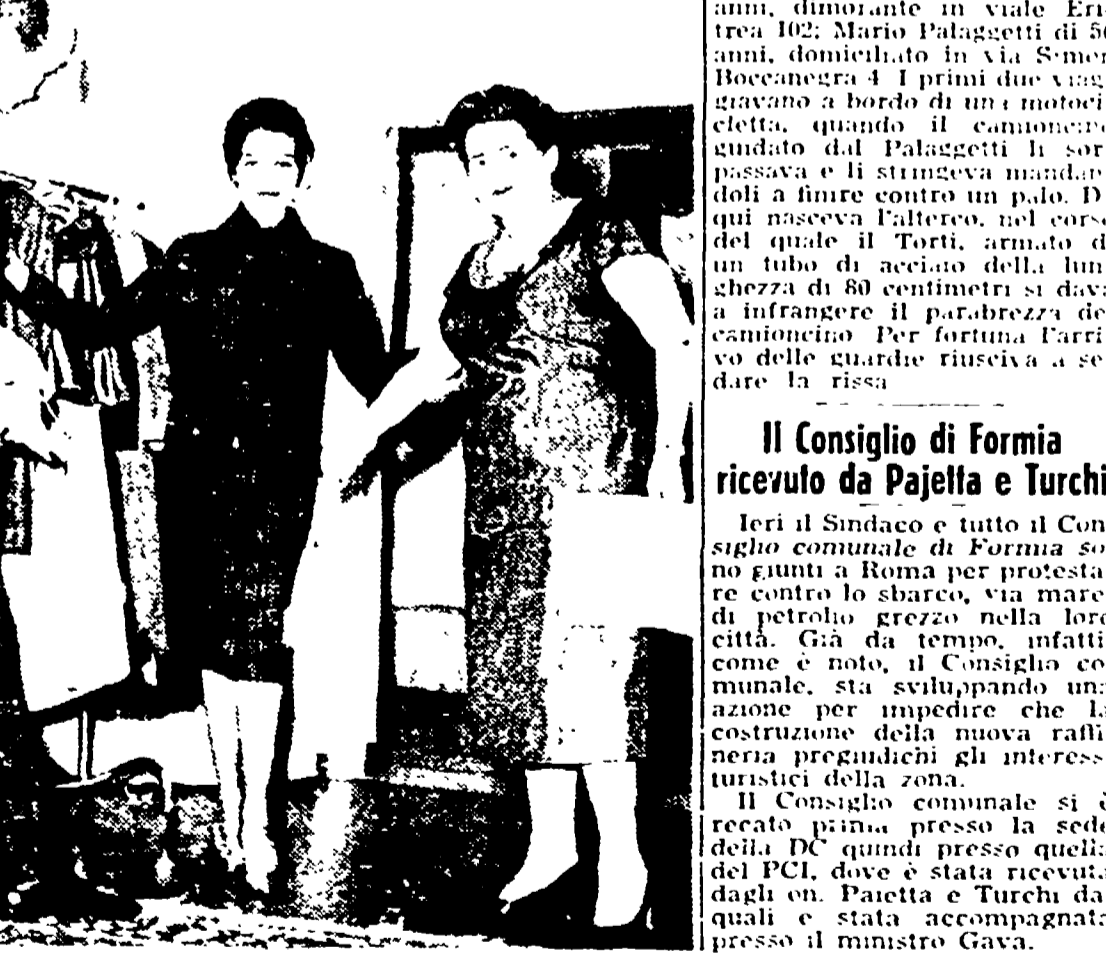 anni, dimorante in viale Eri
trea 102; Mario Palaggetti di 50
anni, domiciliato in via Simon
Boccanegra 4 I primi due viag
giavano a bordo di una motoci
cletta, quando il camioncino
guidato dal Palaggetti li sor
passava e li stringeva mandan
doli a finire contro un palo. D
qui nasceva l'alterco, nel corso
del quale il Torti, armato d
un tubo di acciaio della lun
ghezza di 80 centimetri si dava
a infrangere il parabrezza de
camioncino Per fortuna l'arri
vo delle guardie riusciva a se
dare la rissa
Il Consiglio di Formia
ricevuto da Pajetta e Turchi
Ieri il Sindaco e tutto il Con
siglio comunale di Formia so
no giunti a Roma per protesta
re contro lo sbarco, via mare
di petrolio grezzo nella loro
città. Già da tempo, infatti
come è noto, il Consiglio co
munale, sta sviluppando una
azione per impedire che la
costruzione della nuova raffi
neria pregiudichi gli interess
turistici della zona.
Il Consiglio comunale si è
recato prima presso la sede
della DC quindi presso quella
del PCI, dove è stata ricevuta
dagli on. Paietta e Turchi da
quali e stata accompagnata
presso il ministro Gava.